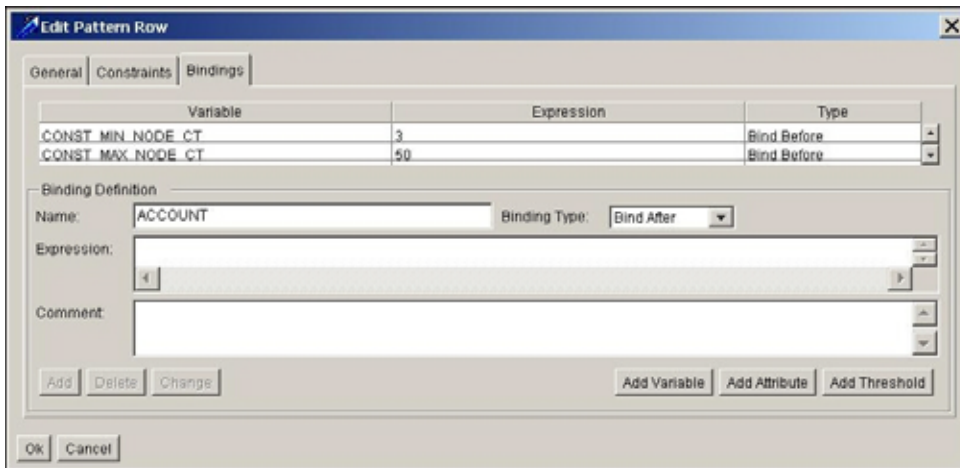 Edit Pattern Row
General Constraints Bindings
Variable Expression Type
CONST_MIN_NODE_CT 3 Bind Before
CONST_MAX_NODE_CT 50 Bind Before
Binding Definition
Name: ACCOUNT Binding Type: Bind After
Expression:
Comment:
Add Delete Change Add Variable Add Attribute Add Threshold
Ok Cancel